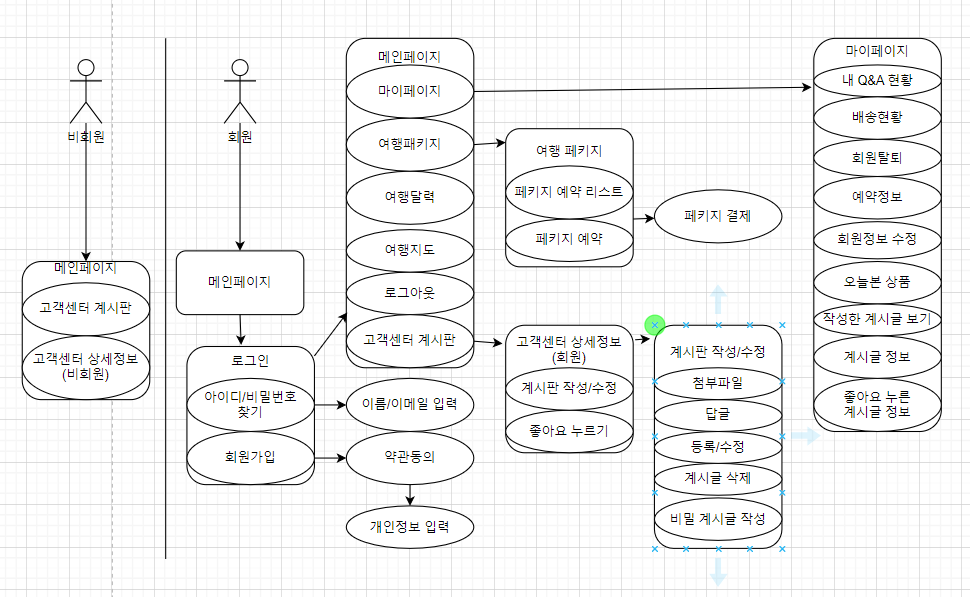 비회원
메인페이지
고객센터 계시판
고객센터 상세정보
(비회원)
회원
메인페이지
로그인
아이디/비밀번호
찾기
회원가입
메인페이지
마이페이지
여행패키지
여행달력
여행지도
로그아웃
고객센터 계시판
이름/이메일 입력
약관동의
개인정보 입력
여행 페키지
페키지 예약 리스트
페키지 예약
페키지 결제
고객센터 상세정보
(회원)
계시판 작성/수정
좋아요 누르기
계시판 작성/수정
첨부파일
답글
등록/수정
계시글 삭제
비밀 계시글 작성
마이페이지
내 Q&A 현황
배송현황
회원탈퇴
예약정보
회원정보 수정
오늘본 상품
작성한 계시글 보기
계시글 정보
좋아요 누른
계시글 정보